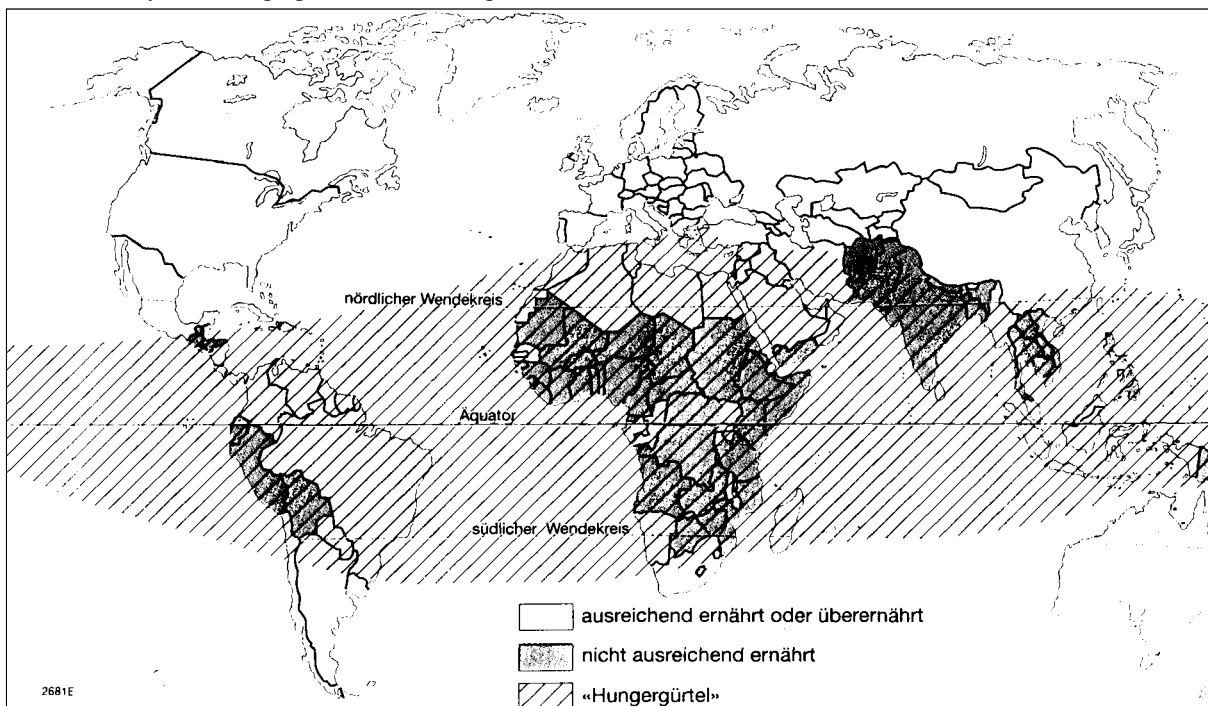 nördlicher Wendekreis
Äquator
südlicher Wendekreis
ausreichend ernährt oder überernährt
nicht ausreichend ernährt
«Hungergürtel»
2681E